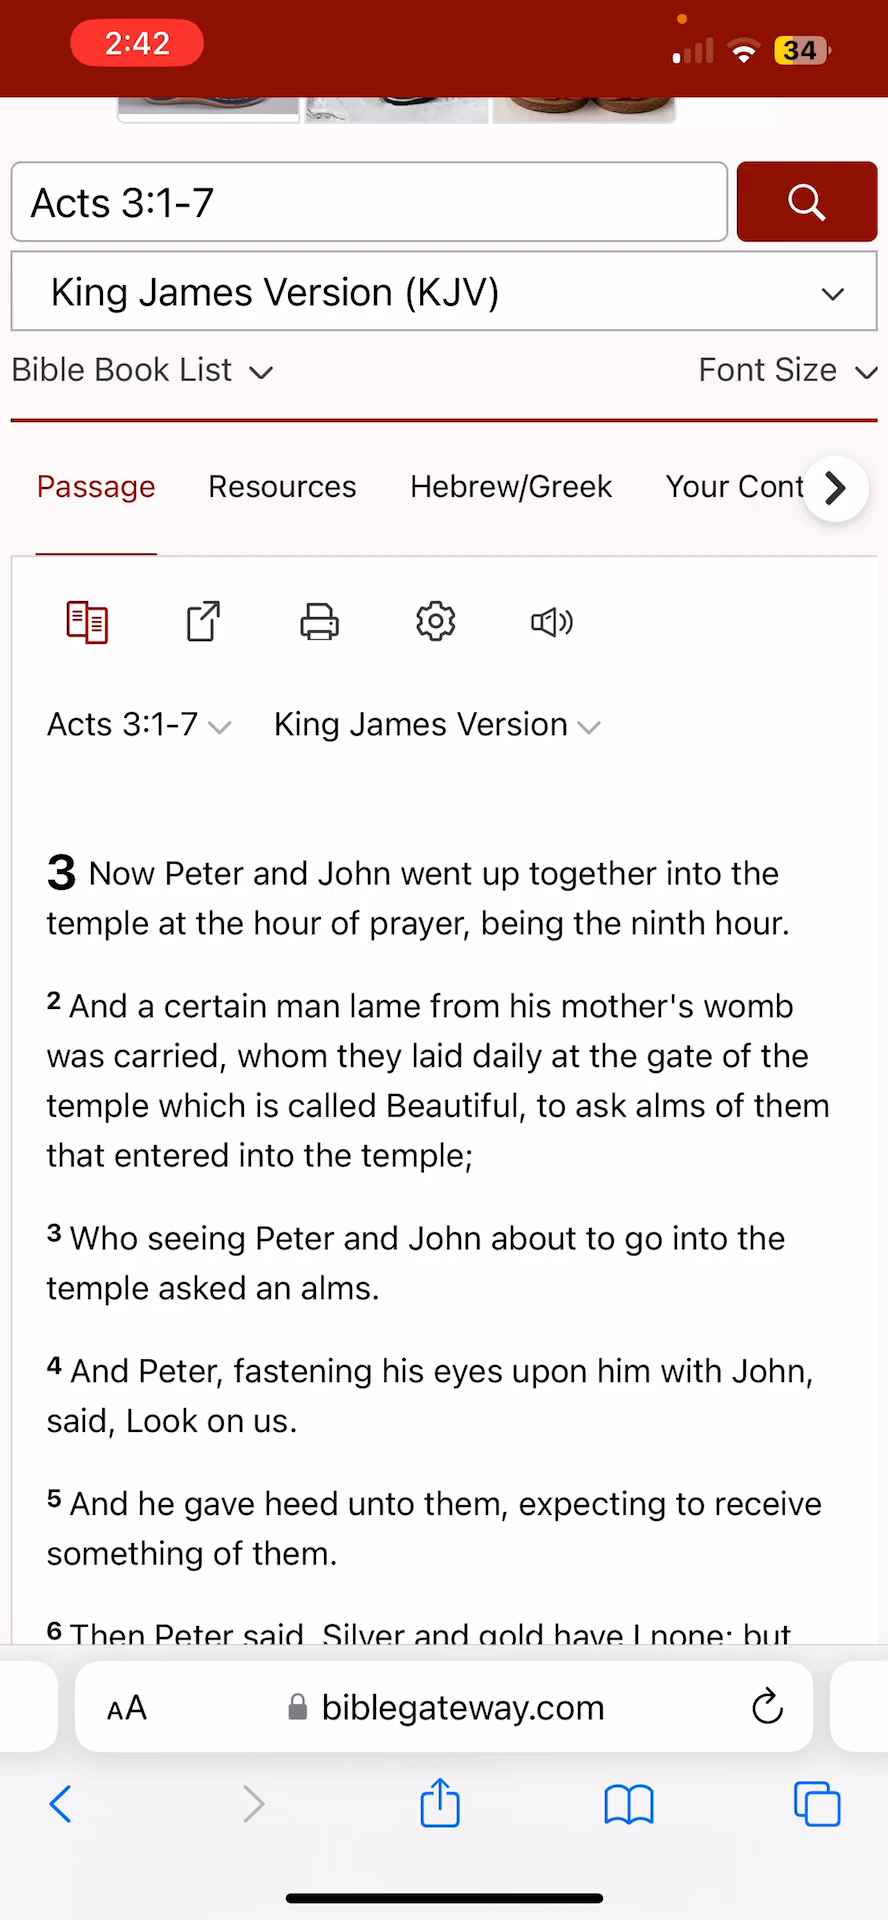 2:42
34
Acts 3:1-7
King James Version (KJV)
Bible Book List
Font Size
Passage Resources Hebrew/Greek Your Cont
Acts 3:1-7 King James Version
3 Now Peter and John went up together into the
temple at the hour of prayer, being the ninth hour.
2 And a certain man lame from his mother's womb
was carried, whom they laid daily at the gate of the
temple which is called Beautiful, to ask alms of them
that entered into the temple;
3 Who seeing Peter and John about to go into the
temple asked an alms.
4 And Peter, fastening his eyes upon him with John,
said, Look on us.
5 And he gave heed unto them, expecting to receive
something of them.
6 Then Peter said, Silver and gold have I none; but
AA biblegateway.com